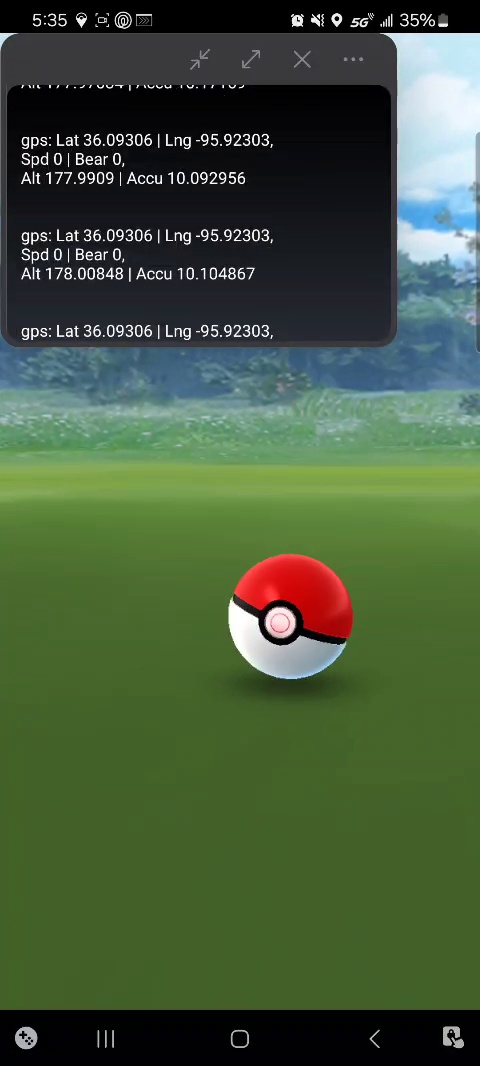 5:35
5G
35%
gps: Lat 36.09306 | Lng -95.92303,
Spd 0 | Bear 0,
Alt 177.9909 | Accu 10.092956
gps: Lat 36.09306 | Lng -95.92303,
Spd 0 | Bear 0,
Alt 178.00848 | Accu 10.104867
gps: Lat 36.09306 | Lng -95.92303,